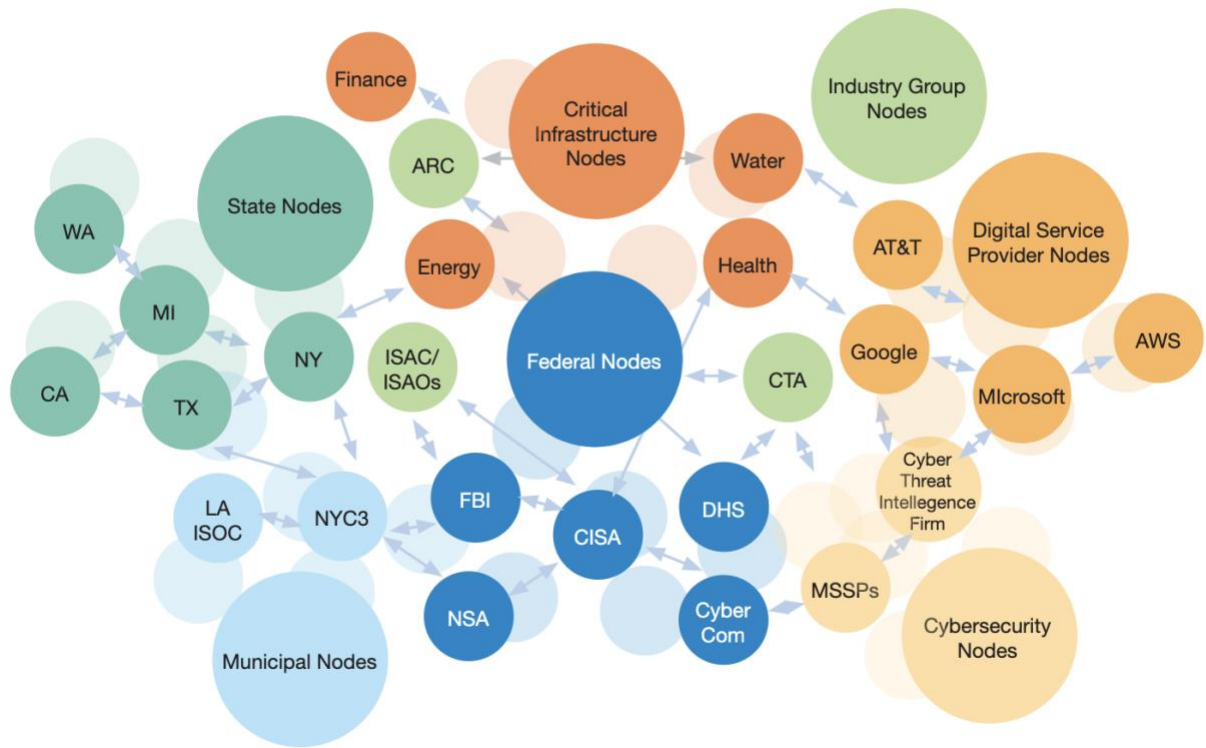 Finance
Critical
Infrastructure
Nodes
Industry Group
Nodes
ARC
Water
State Nodes
WA
AT&T
Digital Service
Provider Nodes
Energy
Health
MI
NY
ISAC/
ISAOs
Federal Nodes
CTA
Google
AWS
CA
TX
MIcrosoft
Cyber
Threat
Intellegence
Firm
LA
ISOC
NYC3
FBI
CISA
DHS
NSA
Cyber
Com
MSSPs
Municipal Nodes
Cybersecurity
Nodes